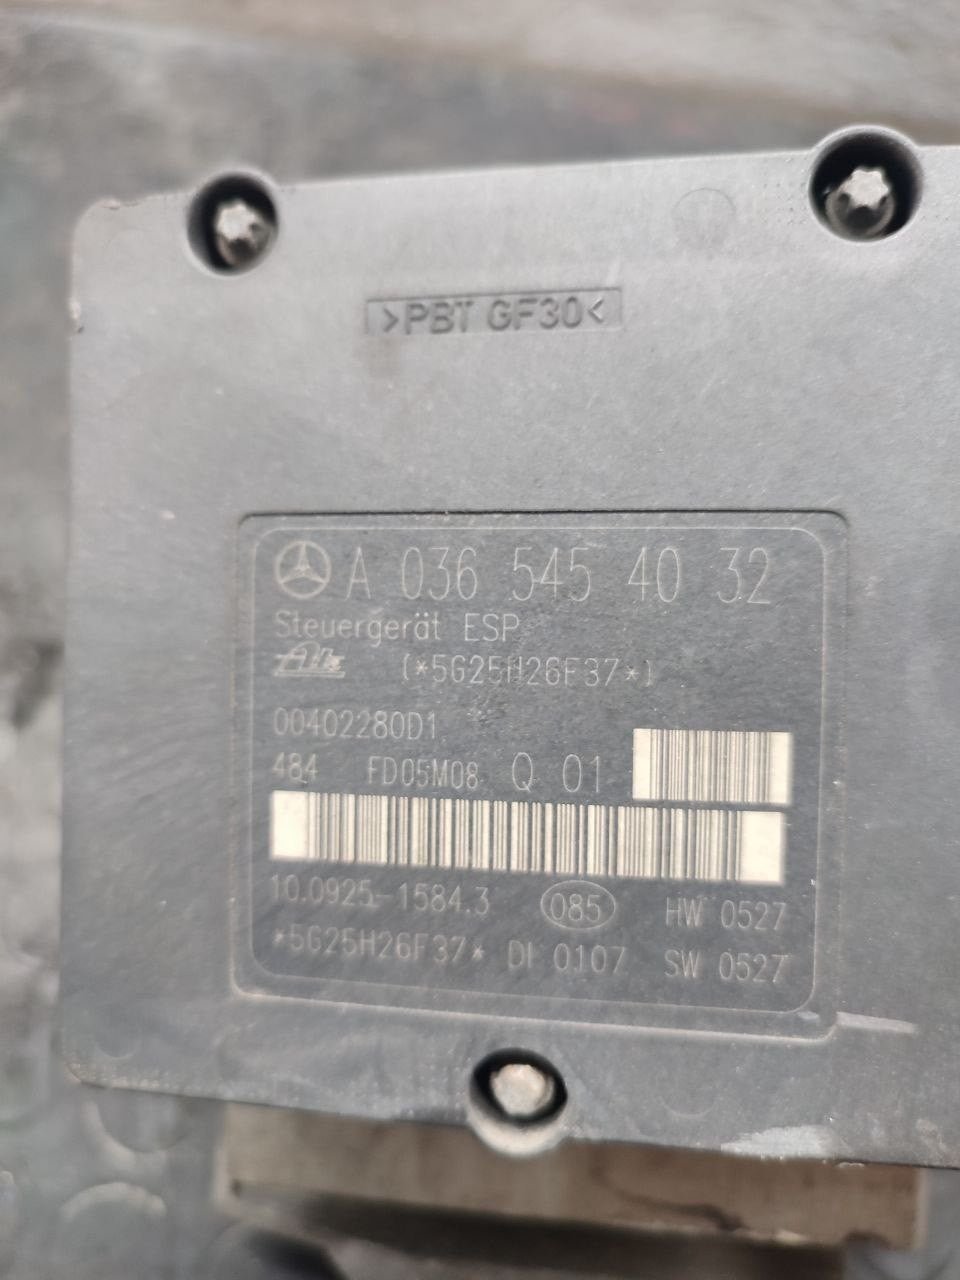 >PBT GF30<
A 036 545 40 32
Steuergerät ESP
Ate (*5G25H26F37*)
00402280D1
484 FD05M08 Q 01
10.0925-1584.3 085 HW 0527
*5G25H26F37* DI 0107 SW 0527